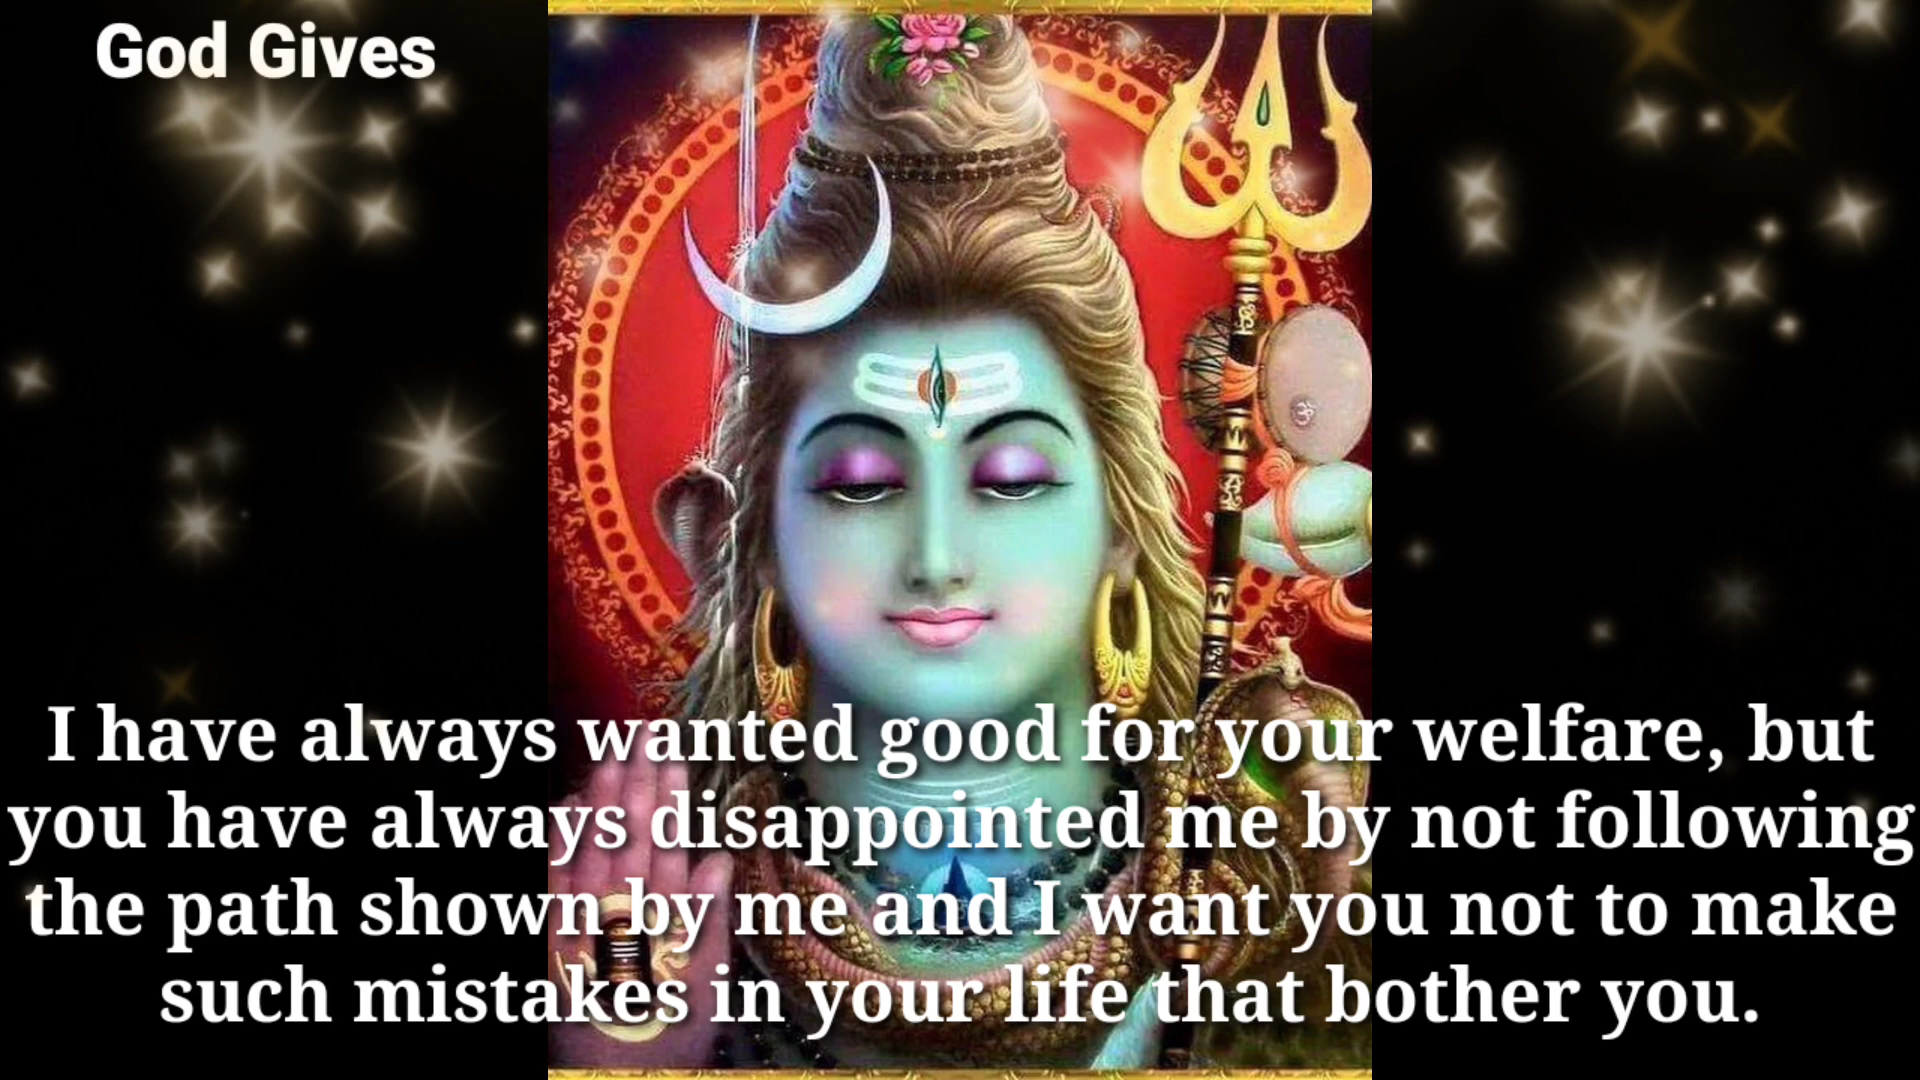 God Gives
I have always wanted good for your welfare, but
you have always disappointed me by not following
the path shown by me and I want you not to make
such mistakes in your life that bother you.